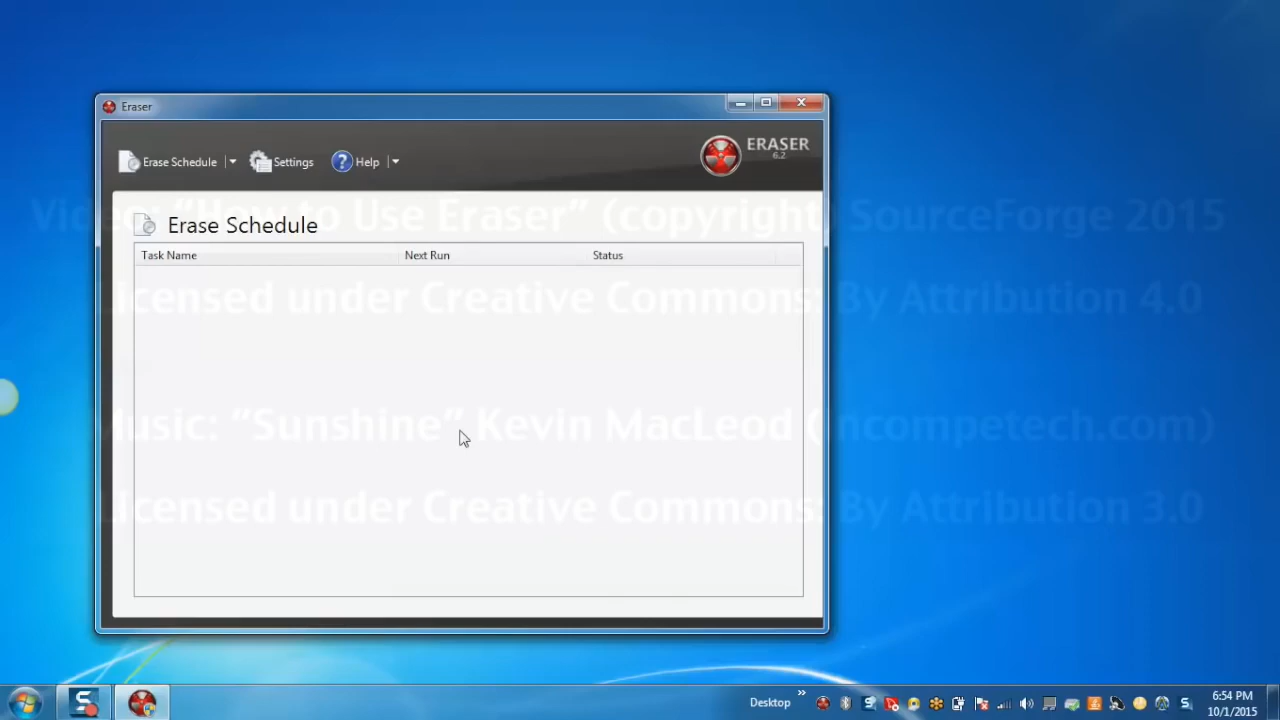 Eraser
Erase Schedule
Settings
Help
ERASER
6.2
Video: “How to Use Eraser” (copyright) SourceForge 2015
Erase Schedule
Task Name
Next Run
Status
Licensed under Creative Commons: By Attribution 4.0
Music: “Sunshine” Kevin MacLeod (incompetech.com)
Licensed under Creative Commons: By Attribution 3.0
Desktop
6:54 PM
10/1/2015